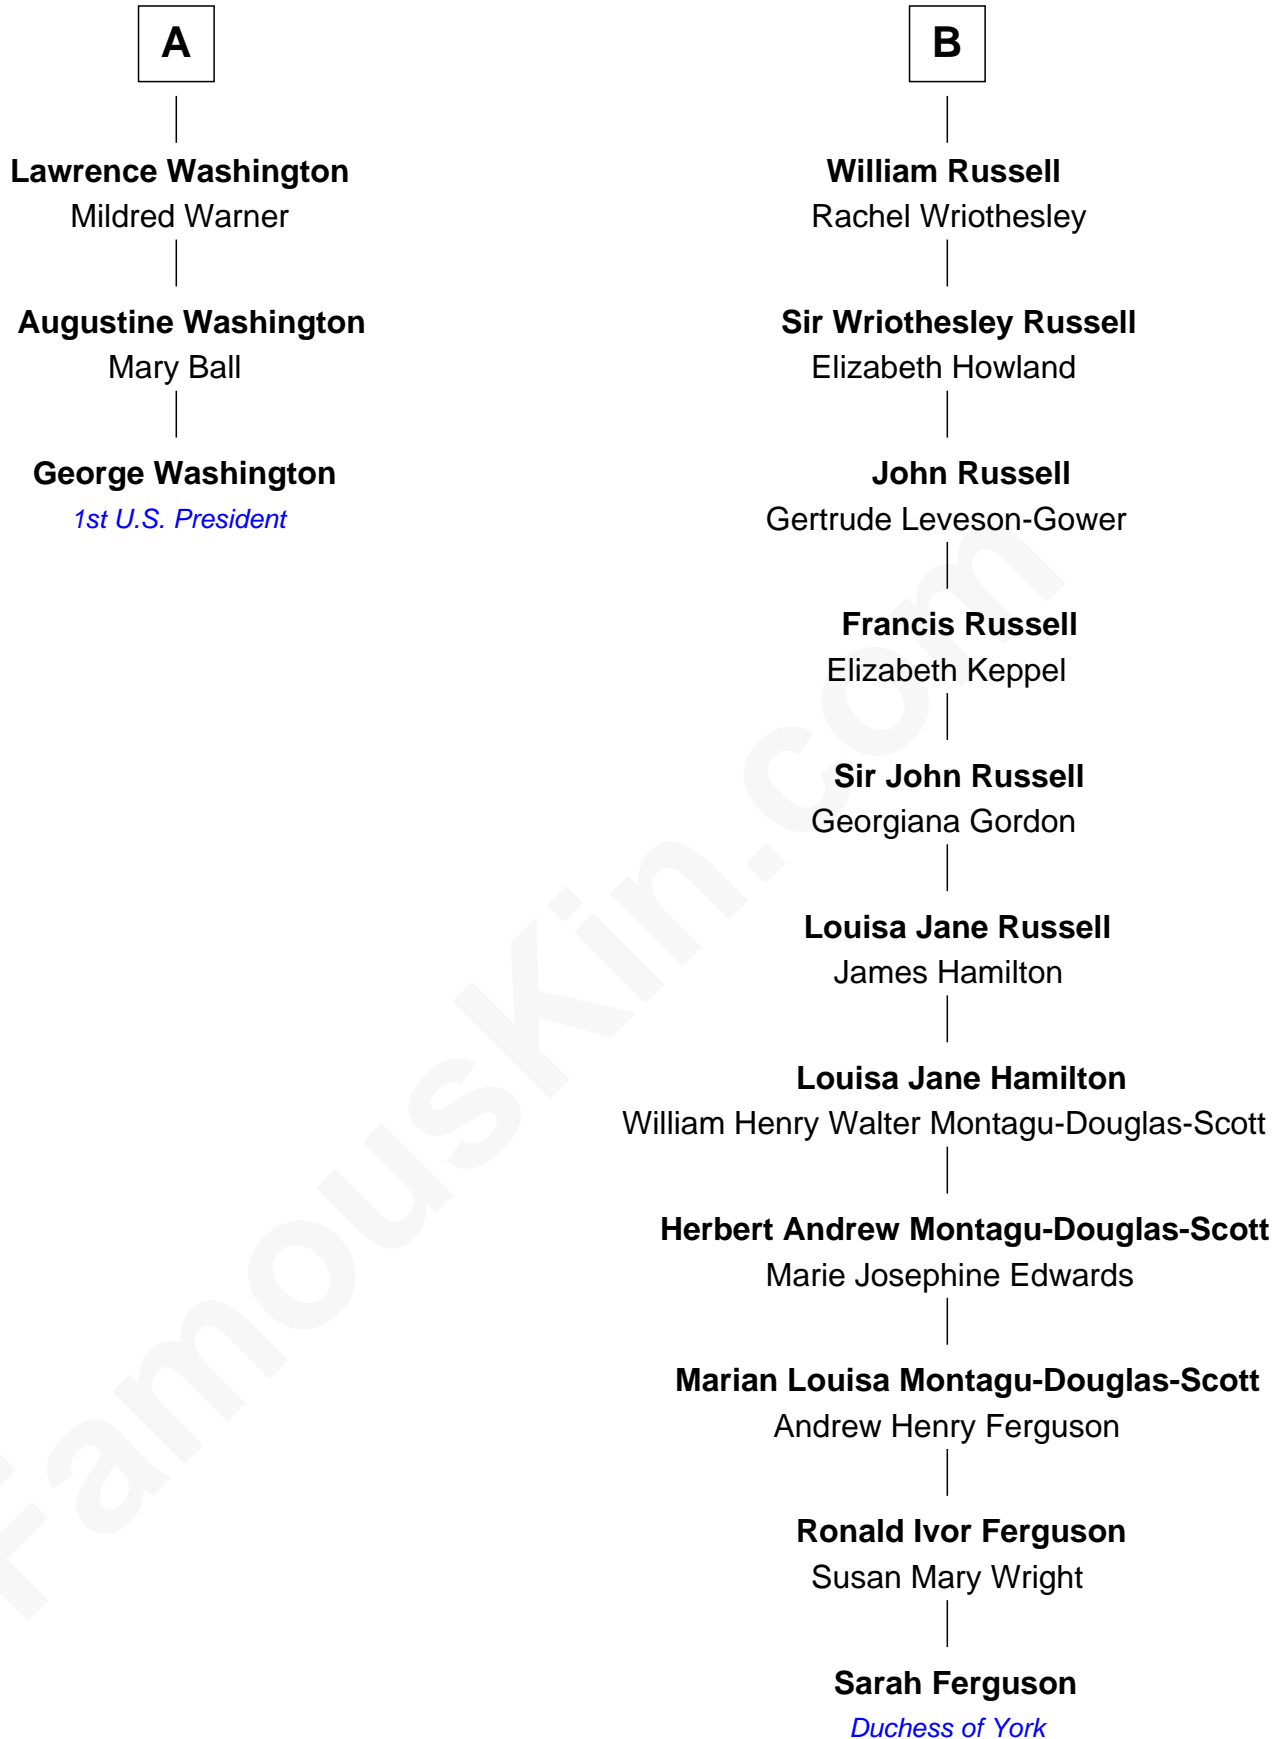 A
Lawrence Washington
Mildred Warner
Augustine Washington
Mary Ball
George Washington
1st U.S. President
B
William Russell
Rachel Wriothesley
Sir Wriothesley Russell
Elizabeth Howland
John Russell
Gertrude Leveson-Gower
Francis Russell
Elizabeth Keppel
Sir John Russell
Georgiana Gordon
Louisa Jane Russell
James Hamilton
Louisa Jane Hamilton
William Henry Walter Montagu-Douglas-Scott
Herbert Andrew Montagu-Douglas-Scott
Marie Josephine Edwards
Marian Louisa Montagu-Douglas-Scott
Andrew Henry Ferguson
Ronald Ivor Ferguson
Susan Mary Wright
Sarah Ferguson
Duchess of York
FamousKin.com